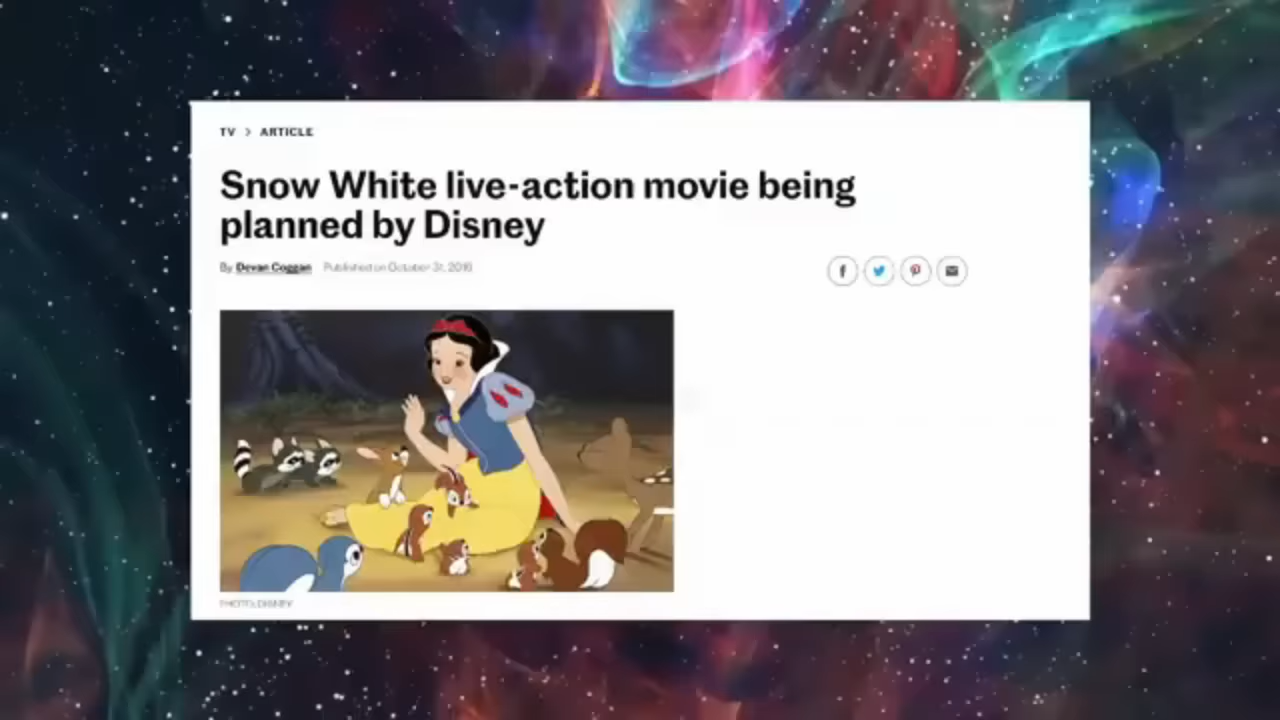 TV > ARTICLE
Snow White live-action movie being
planned by Disney
By Devan Coggan Published on October 31, 2016
f
PHOTO: DISNEY